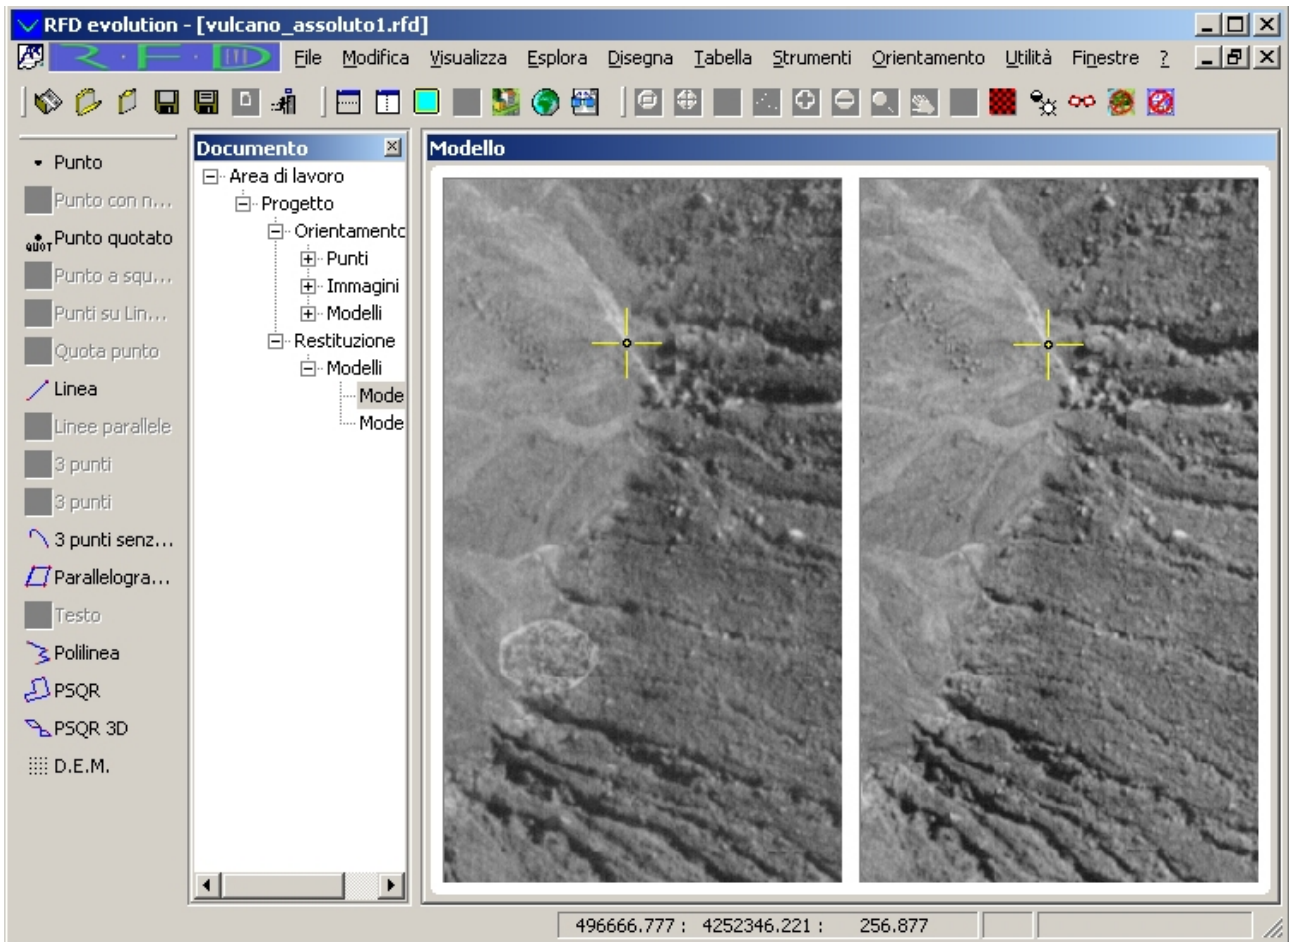 RFD evolution - [vulcano_assoluto1.rfd]
R·F·D File Modifica Visualizza Esplora Disegna Tabella Strumenti Orientamento Utilità Finestre ?
Punto
Punto con n...
QUOT Punto quotato
Punto a squ...
Punti su Lin...
Quota punto
Linea
Linee parallele
3 punti
3 punti
3 punti senz...
Parallelogra...
Testo
Polilinea
PSQR
PSQR 3D
D.E.M.
Documento
Area di lavoro
Progetto
Orientamento
Punti
Immagini
Modelli
Restituzione
Modelli
Mode
Mode
Modello
496666.777 : 4252346.221 : 256.877